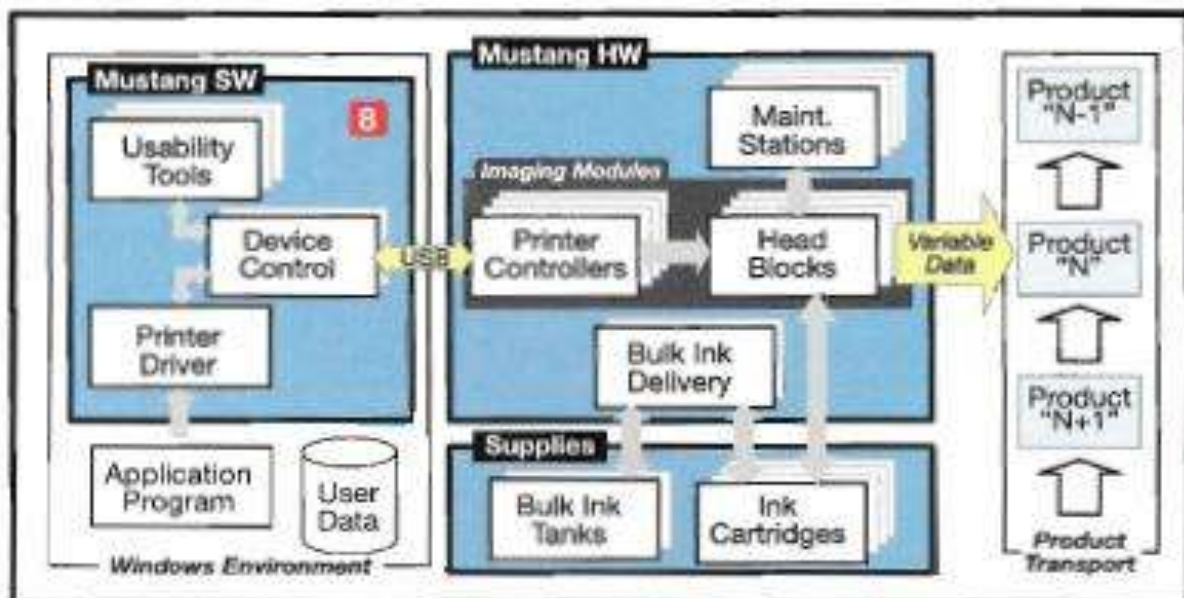 Mustang SW
8
Usability
Tools
Device
Control
Printer
Driver
Application
Program
User
Data
Windows Environment
USB
Mustang HW
Maint.
Stations
Imaging Modules
Printer
Controllers
Head
Blocks
Bulk Ink
Delivery
Supplies
Bulk Ink
Tanks
Ink
Cartridges
Variable
Data
Product
"N-1"
Product
"N"
Product
"N+1"
Product
Transport